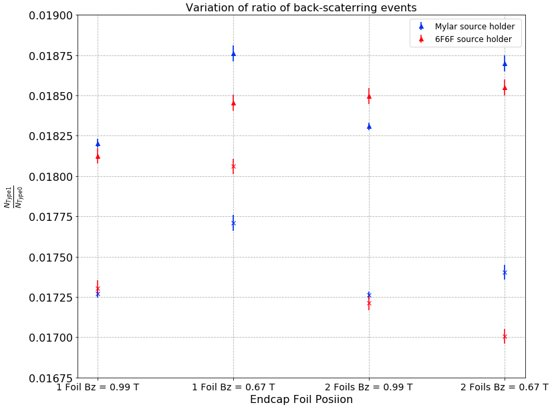 Variation of ratio of back-scaterring events
Mylar source holder
6F6F source holder
0.01900
0.01875
0.01850
0.01825
0.01800
0.01775
0.01750
0.01725
0.01700
0.01675
N_Type1
N_Type0
1 Foil Bz = 0.99 T
1 Foil Bz = 0.67 T
2 Foils Bz = 0.99 T
2 Foils Bz = 0.67 T
Endcap Foil Posiion